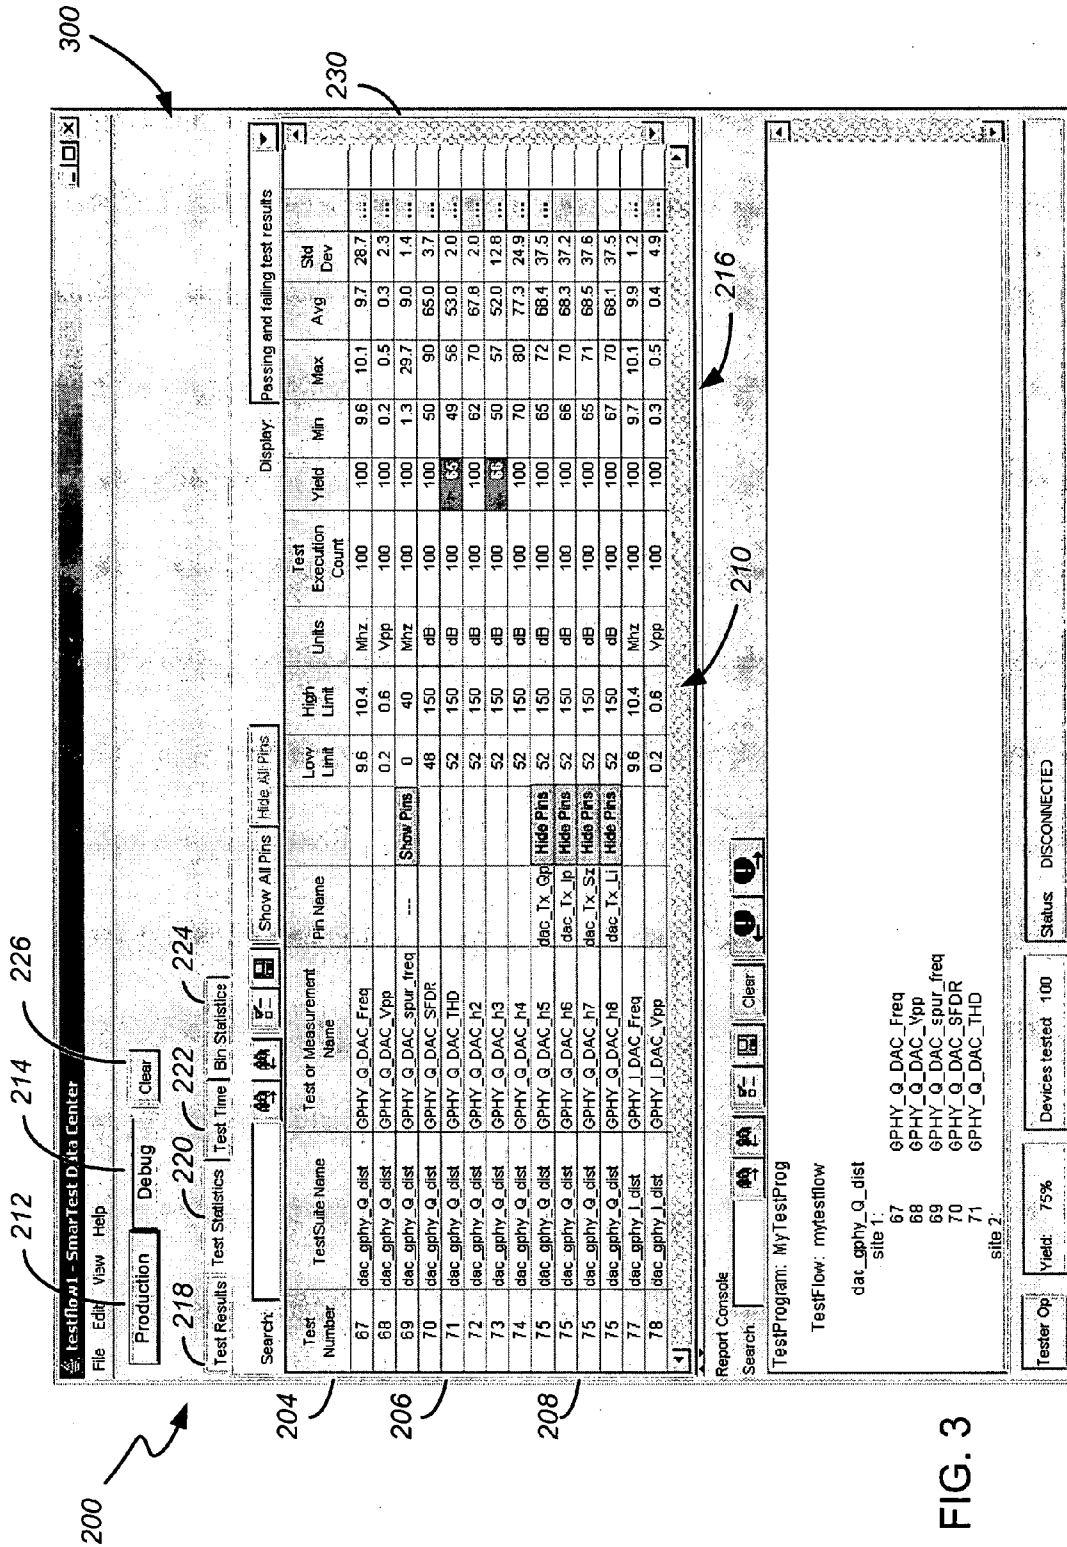 300
200
212
214
226
218
220
222
224
testflow1 - SmarTest Data Center
File Edit View Help
Production Debug Clear
Test Results Test Statistics Test Time Bin Statistics
Search: Show All Pins Hide All Pins Display: Passing and failing test results
Test Number TestSuite Name Test or Measurement Name Pin Name Low Limit High Limit Units Test Execution Count Yield Min Max Avg Std Dev
67 dac_gphy_Q_dist GPHY_Q_DAC_Freq 9.6 10.4 Mhz 100 100 9.6 10.1 9.7 28.7 ...
68 dac_gphy_Q_dist GPHY_Q_DAC_Vpp 0.2 0.6 Vpp 100 100 0.2 0.5 0.3 2.3 ...
69 dac_gphy_Q_dist GPHY_Q_DAC_spur_freq --- Show Pins 0 40 Mhz 100 100 1.3 29.7 9.0 1.4 ...
70 dac_gphy_Q_dist GPHY_Q_DAC_SFDR 48 150 dB 100 100 50 90 65.0 3.7 ...
71 dac_gphy_Q_dist GPHY_Q_DAC_THD 52 150 dB 100 65 49 56 53.0 2.0 ...
72 dac_gphy_Q_dist GPHY_Q_DAC_h2 52 150 dB 100 100 62 70 67.8 2.0 ...
73 dac_gphy_Q_dist GPHY_Q_DAC_h3 52 150 dB 100 66 50 57 52.0 12.8 ...
74 dac_gphy_Q_dist GPHY_Q_DAC_h4 52 150 dB 100 100 70 80 77.3 24.9 ...
75 dac_gphy_Q_dist GPHY_Q_DAC_h5 dac_Tx_Qp Hide Pins 52 150 dB 100 100 65 72 68.4 37.5 ...
75 dac_gphy_Q_dist GPHY_Q_DAC_h6 dac_Tx_Ip Hide Pins 52 150 dB 100 100 66 70 68.3 37.2
75 dac_gphy_Q_dist GPHY_Q_DAC_h7 dac_Tx_Sz Hide Pins 52 150 dB 100 100 65 71 68.5 37.6
75 dac_gphy_Q_dist GPHY_Q_DAC_h8 dac_Tx_Li Hide Pins 52 150 dB 100 100 67 70 68.1 37.5
77 dac_gphy_I_dist GPHY_I_DAC_Freq 9.6 10.4 Mhz 100 100 9.7 10.1 9.9 1.2 ...
78 dac_gphy_I_dist GPHY_I_DAC_Vpp 0.2 0.6 Vpp 100 100 0.3 0.5 0.4 4.9 ...
204
206
208
230
210
216
Report Console
Search: Clear
TestProgram: MyTestProg
TestFlow: mytestflow
dac_gphy_Q_dist
site 1:
67 GPHY_Q_DAC_Freq
68 GPHY_Q_DAC_Vpp
69 GPHY_Q_DAC_spur_freq
70 GPHY_Q_DAC_SFDR
71 GPHY_Q_DAC_THD
site 2:
Tester Op Yield: 75% Devices tested 100 Status: DISCONNECTED
FIG. 3